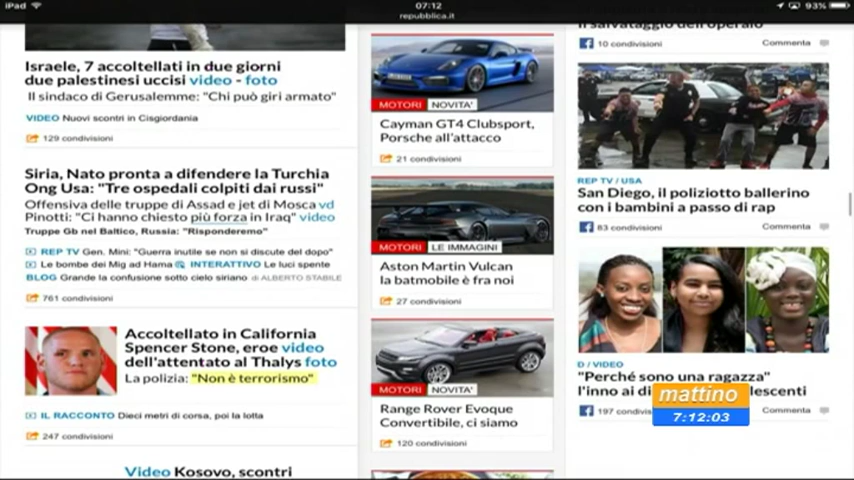 iPad
07:12
93%
repubblica.it
Israele, 7 accoltellati in due giorni
due palestinesi uccisi video - foto
Il sindaco di Gerusalemme: "Chi può giri armato"
VIDEO Nuovi scontri in Cisgiordania
129 condivisioni
Siria, Nato pronta a difendere la Turchia
Ong Usa: "Tre ospedali colpiti dai russi"
Offensiva delle truppe di Assad e jet di Mosca vd
Pinotti: "Ci hanno chiesto più forza in Iraq" video
Truppe Gb nel Baltico, Russia: "Risponderemo"
REP TV Gen. Mini: "Guerra inutile se non si discute del dopo"
Le bombe dei Mig ad Hama INTERATTIVO Le luci spente
BLOG Grande la confusione sotto cielo siriano di ALBERTO STABILE
761 condivisioni
Accoltellato in California
Spencer Stone, eroe video
dell'attentato al Thalys foto
La polizia: "Non è terrorismo"
IL RACCONTO Dieci metri di corsa, poi la lotta
247 condivisioni
Video Kosovo, scontri
MOTORI NOVITA'
Cayman GT4 Clubsport,
Porsche all'attacco
21 condivisioni
MOTORI LE IMMAGINI
Aston Martin Vulcan
la batmobile è fra noi
27 condivisioni
MOTORI NOVITA'
Range Rover Evoque
Convertibile, ci siamo
120 condivisioni
il salvataggio dell'operaio
10 condivisioni Commenta
REP TV / USA
San Diego, il poliziotto ballerino
con i bambini a passo di rap
83 condivisioni Commenta
D / VIDEO
"Perché sono una ragazza"
l'inno ai di
197 condivisi Commenta
mattino
7:12:03